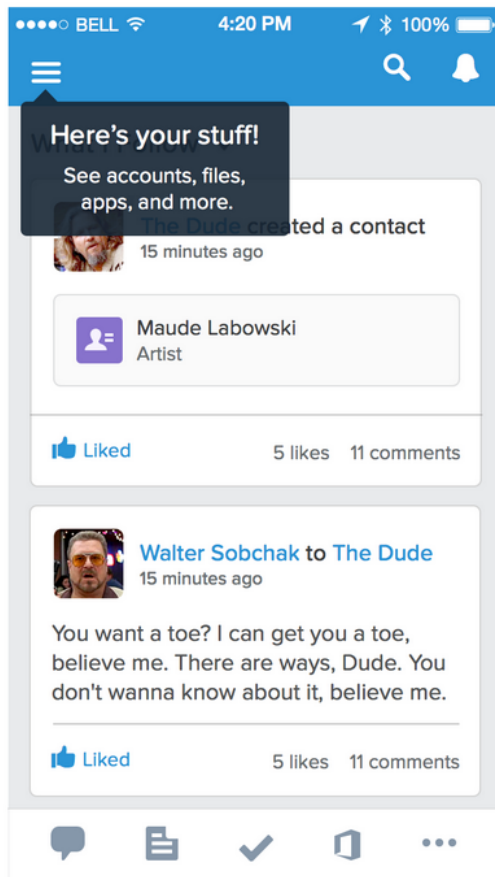 BELL 4:20 PM 100%
Here's your stuff!
See accounts, files,
apps, and more.
What I Follow
The Dude created a contact
15 minutes ago
Maude Labowski
Artist
Liked 5 likes 11 comments
Walter Sobchak to The Dude
15 minutes ago
You want a toe? I can get you a toe,
believe me. There are ways, Dude. You
don't wanna know about it, believe me.
Liked 5 likes 11 comments